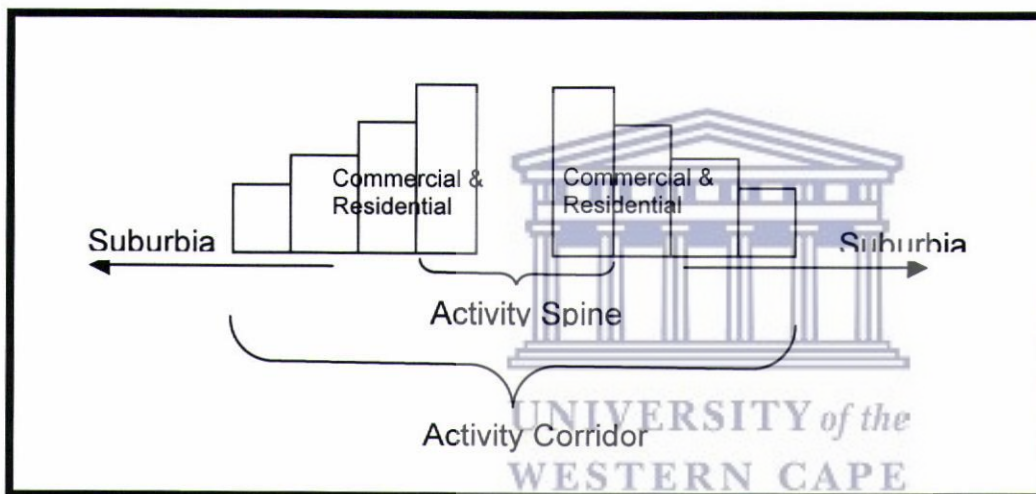 Commercial &
Residential
Commercial &
Residential
Suburbia
Suburbia
Activity Spine
Activity Corridor
UNIVERSITY of the
WESTERN CAPE